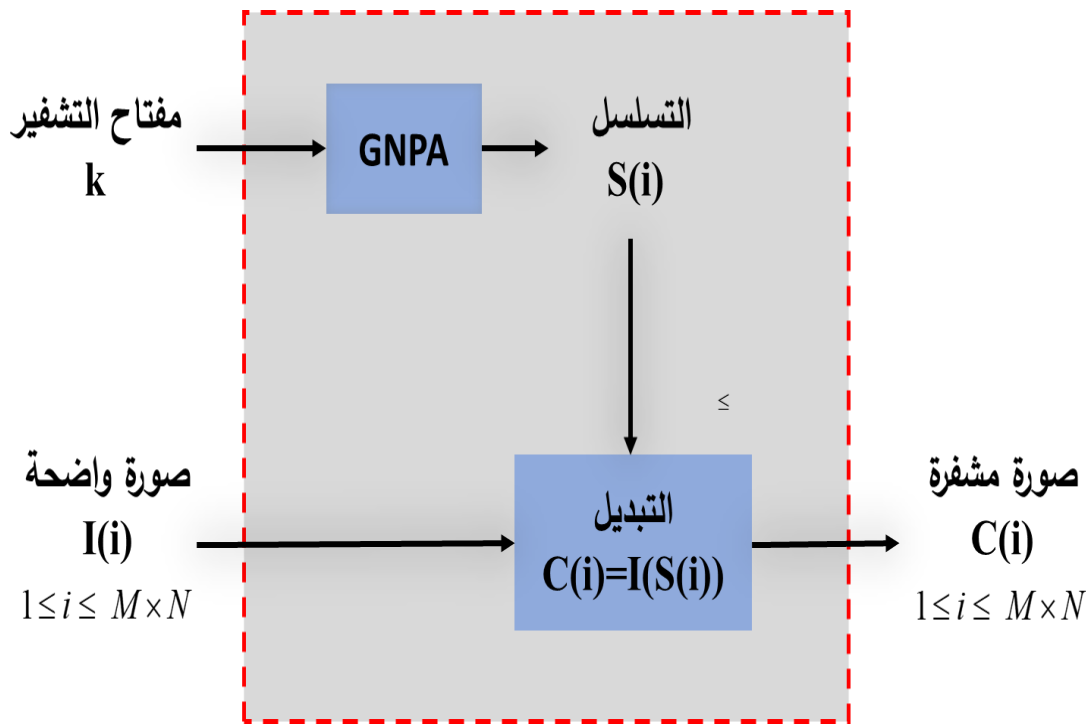 مفتاح التشفير
k
GNPA
التسلسل
S(i)
≤
صورة واضحة
I(i)
1≤i≤ M×N
التبديل
C(i)=I(S(i))
صورة مشفرة
C(i)
1≤i≤ M×N